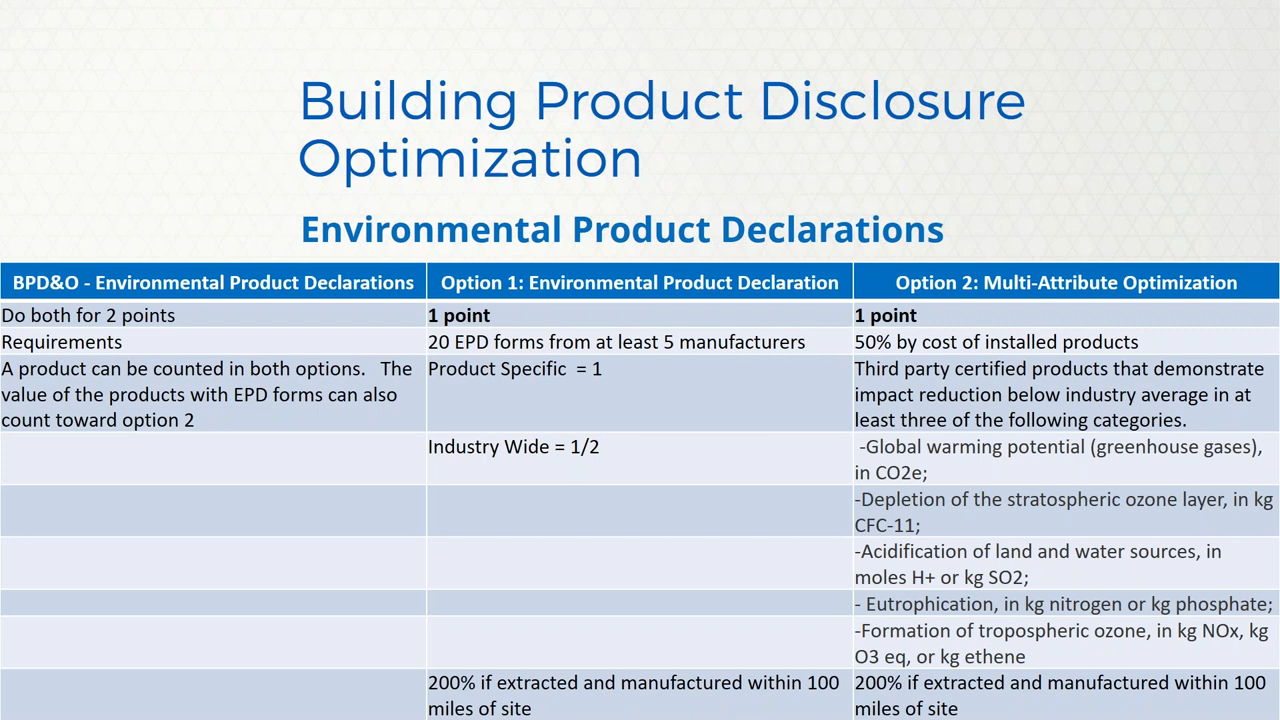 Building Product Disclosure
Optimization
Environmental Product Declarations
BPD&O - Environmental Product Declarations
Option 1: Environmental Product Declaration
Option 2: Multi-Attribute Optimization
Do both for 2 points
1 point
1 point
Requirements
20 EPD forms from at least 5 manufacturers
50% by cost of installed products
A product can be counted in both options. The
value of the products with EPD forms can also
count toward option 2
Product Specific = 1
Third party certified products that demonstrate
impact reduction below industry average in at
least three of the following categories.
Industry Wide = 1/2
-Global warming potential (greenhouse gases),
in CO2e;
-Depletion of the stratospheric ozone layer, in kg
CFC-11;
-Acidification of land and water sources, in
moles H+ or kg SO2;
- Eutrophication, in kg nitrogen or kg phosphate;
-Formation of tropospheric ozone, in kg NOx, kg
O3 eq, or kg ethene
200% if extracted and manufactured within 100
miles of site
200% if extracted and manufactured within 100
miles of site